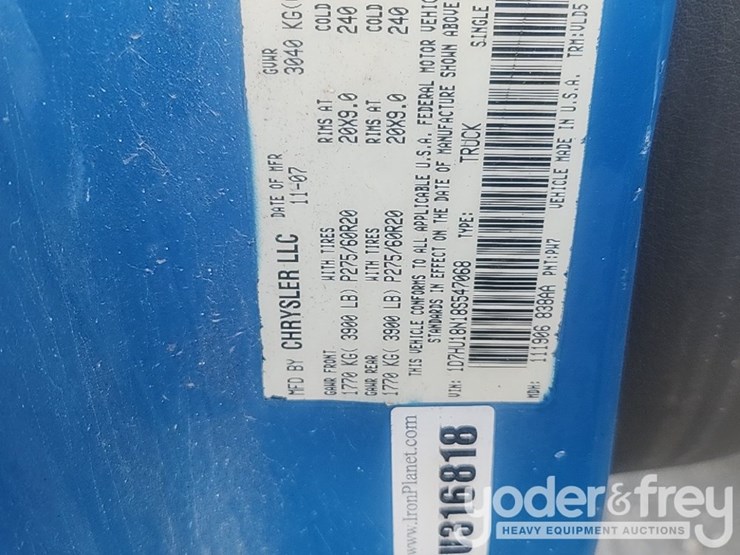 MFD BY CHRYSLER LLC DATE OF MFR GVWR
11-07 3040 KG(
GAWR FRONT WITH TIRES RIMS AT COLD
1770 KG( 3900 LB) P275/60R20 20X9.0 240
GAWR REAR WITH TIRES RIMS AT COLD
1770 KG( 3900 LB) P275/60R20 20X9.0 240
THIS VEHICLE CONFORMS TO ALL APPLICABLE U.S.A. FEDERAL MOTOR VEHIC
STANDARDS IN EFFECT ON THE DATE OF MANUFACTURE SHOWN ABOVE
VIN: 1D7HU18N18S547068 TYPE: TRUCK SINGLE
MDH: 111906 838AA PNT:PW7 VEHICLE MADE IN U.S.A. TRM:VLD5
www.IronPlanet.com
316818
yoder&frey
HEAVY EQUIPMENT AUCTIONS